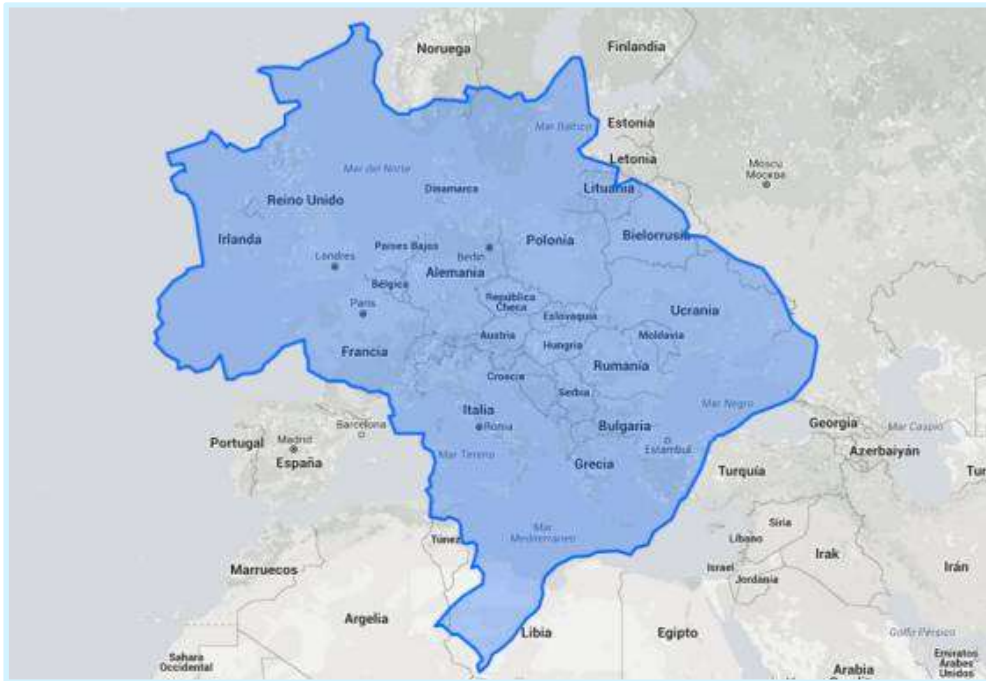 Noruega
Finlandia
Mar Báltico
Estonia
Letonia
Moscú
Москва
Mar del Norte
Dinamarca
Lituania
Reino Unido
Irlanda
Bielorrusia
Polonia
Países Bajos
Londres
Berlín
Alemania
Bélgica
París
República
Checa
Eslovaquia
Ucrania
Austria
Hungría
Moldavia
Francia
Rumanía
Croacia
Serbia
Italia
Mar Negro
Barcelona
Roma
Bulgaria
Georgia
Mar Caspio
Portugal
Madrid
España
Estambul
Azerbaiyán
Mar Tirreno
Grecia
Turquía
Tur
Siria
Mar
Mediterráneo
Túnez
Líbano
Irak
Israel
Irán
Marruecos
Jordania
Argelia
Libia
Egipto
Golfo Pérsico
Sahara
Occidental
Emiratos
Árabes
Unidos
Arabia